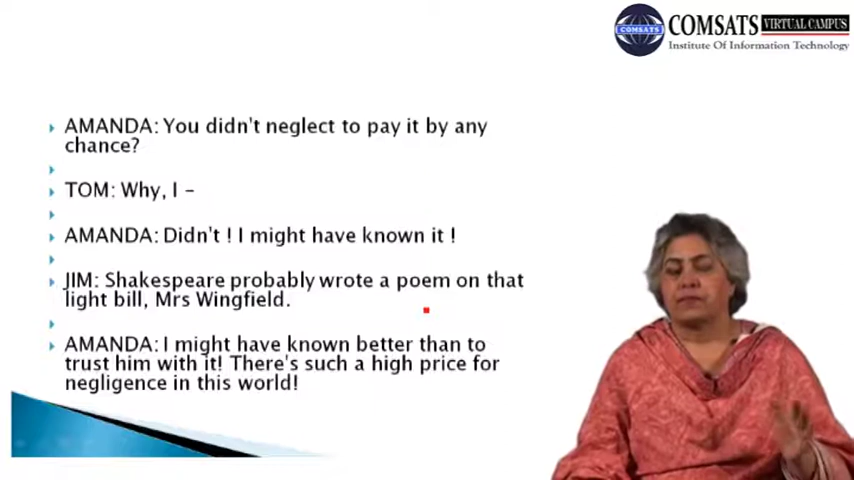 COMSATS
COMSATS VIRTUAL CAMPUS
Institute Of Information Technology
AMANDA: You didn't neglect to pay it by any
chance?
TOM: Why, I -
AMANDA: Didn't ! I might have known it !
JIM: Shakespeare probably wrote a poem on that
light bill, Mrs Wingfield.
AMANDA: I might have known better than to
trust him with it! There's such a high price for
negligence in this world!